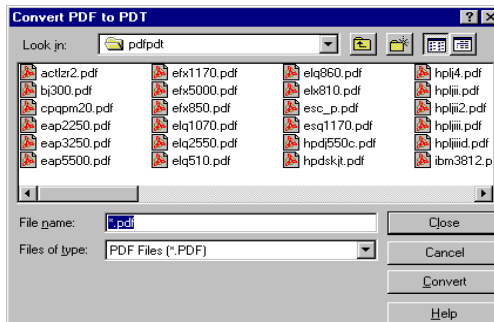 Convert PDF to PDT
Look in: pdfpdt
actlzr2.pdf efx1170.pdf elq860.pdf hplj4.pdf
bj300.pdf efx5000.pdf elx810.pdf hpljii.pdf
cpqpm20.pdf efx850.pdf esc_p.pdf hpljii2.pdf
eap2250.pdf elq1070.pdf esq1170.pdf hpljiii.pdf
eap3250.pdf elq2550.pdf hpdj550c.pdf hpljiiid.pdf
eap5500.pdf elq510.pdf hpdskjt.pdf ibm3812.p
File name: *.pdf Close
Files of type: PDF Files (*.PDF) Cancel
Convert
Help